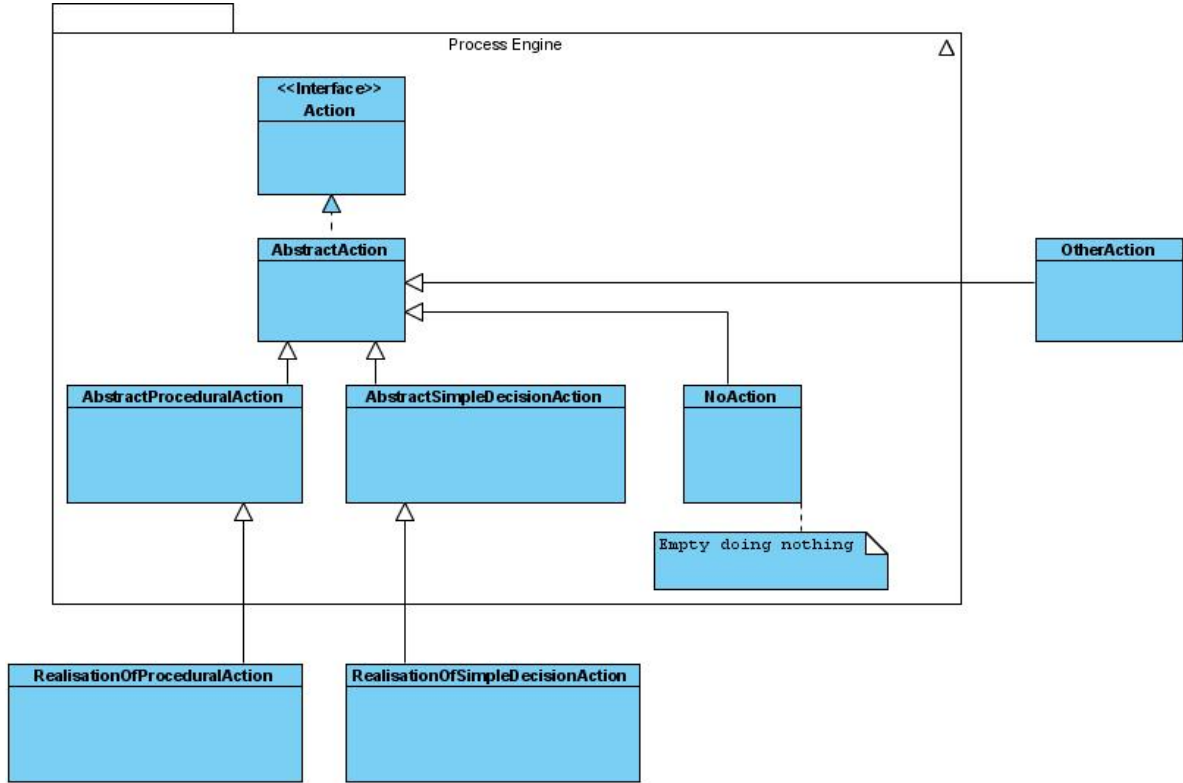 Process Engine
<<Interface>>
Action
AbstractAction
OtherAction
AbstractProceduralAction
AbstractSimpleDecisionAction
NoAction
Empty doing nothing
RealisationOfProceduralAction
RealisationOfSimpleDecisionAction